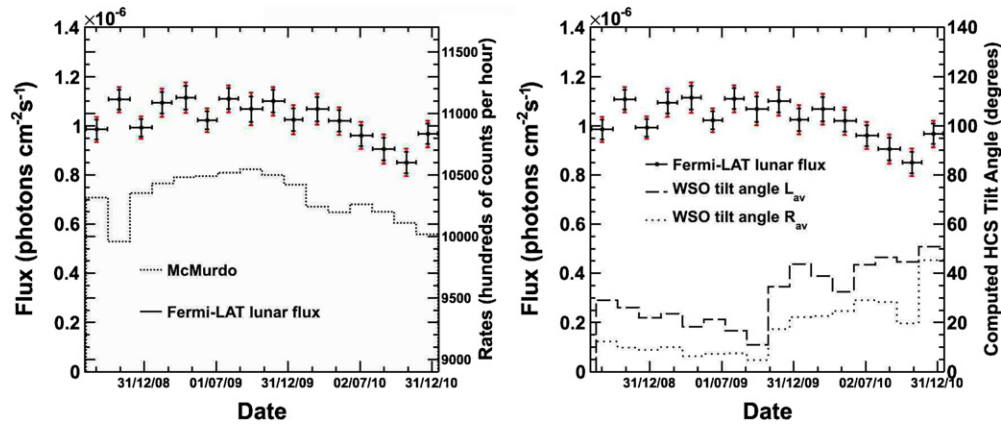 ×10⁻⁶
1.4
1.2
1
0.8
0.6
0.4
0.2
0
Flux (photons cm⁻²s⁻¹)
McMurdo
Fermi-LAT lunar flux
11500
11000
10500
10000
9500
9000
Rates (hundreds of counts per hour)
31/12/08 01/07/09 31/12/09 02/07/10 31/12/10
Date
×10⁻⁶
1.4
1.2
1
0.8
0.6
0.4
0.2
0
Flux (photons cm⁻²s⁻¹)
Fermi-LAT lunar flux
WSO tilt angle Lav
WSO tilt angle Rav
140
120
100
80
60
40
20
0
Computed HCS Tilt Angle (degrees)
31/12/08 01/07/09 31/12/09 02/07/10 31/12/10
Date